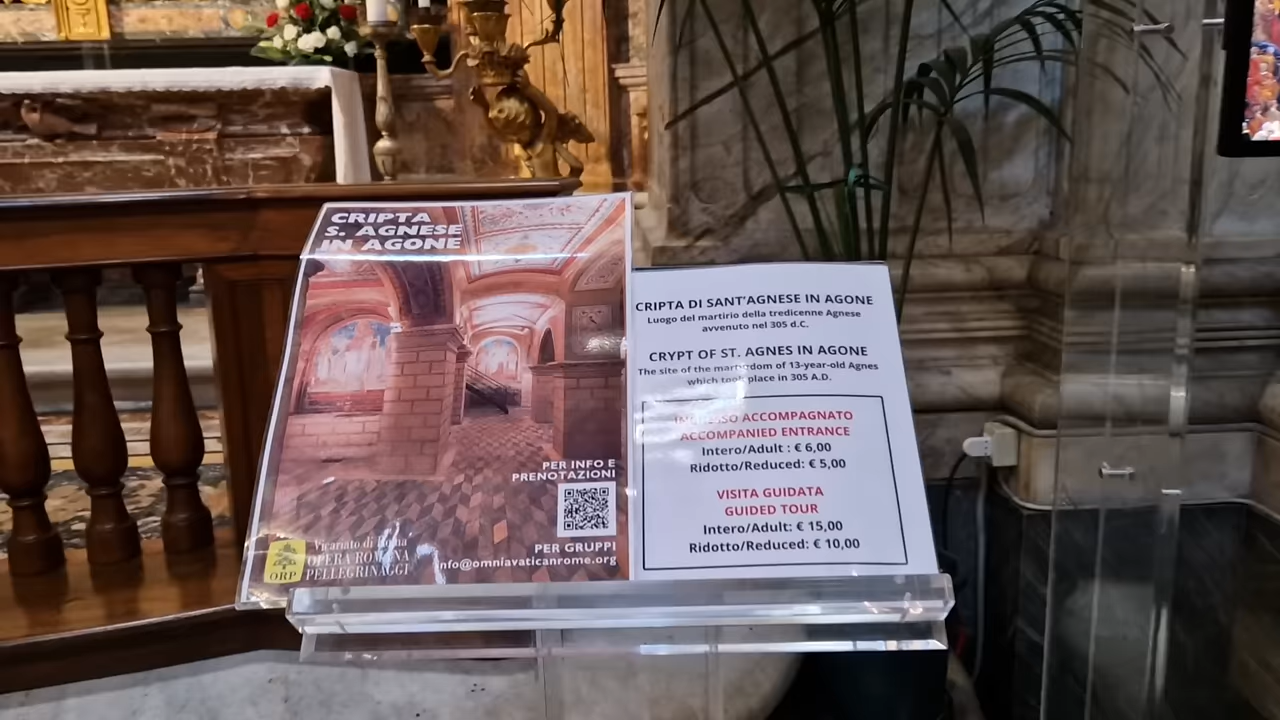 CRIPTA
S. AGNESE
IN AGONE
PER INFO E
PRENOTAZIONI
PER GRUPPI
info@omniavaticanrome.org
ORP
Vicariato di Roma
OPERA ROMANA
PELLEGRINAGGI
CRIPTA DI SANT'AGNESE IN AGONE
Luogo del martirio della tredicenne Agnese
avvenuto nel 305 d.C.
CRYPT OF ST. AGNES IN AGONE
The site of the martyrdom of 13-year-old Agnes
which took place in 305 A.D.
INGRESSO ACCOMPAGNATO
ACCOMPANIED ENTRANCE
Intero/Adult : € 6,00
Ridotto/Reduced: € 5,00
VISITA GUIDATA
GUIDED TOUR
Intero/Adult: € 15,00
Ridotto/Reduced: € 10,00